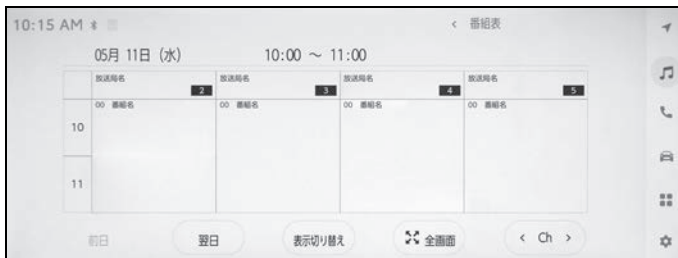 10:15 AM
< 番組表
05月 11日 (水) 10:00 ～ 11:00
放送局名 2 放送局名 3 放送局名 4 放送局名 5
00 番組名 00 番組名 00 番組名 00 番組名
10
11
前日 翌日 表示切り替え 全画面 < Ch >